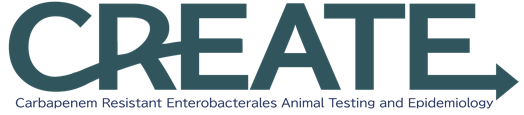 CREATE
Carbapenem Resistant Enterobacterales Animal Testing and Epidemiology